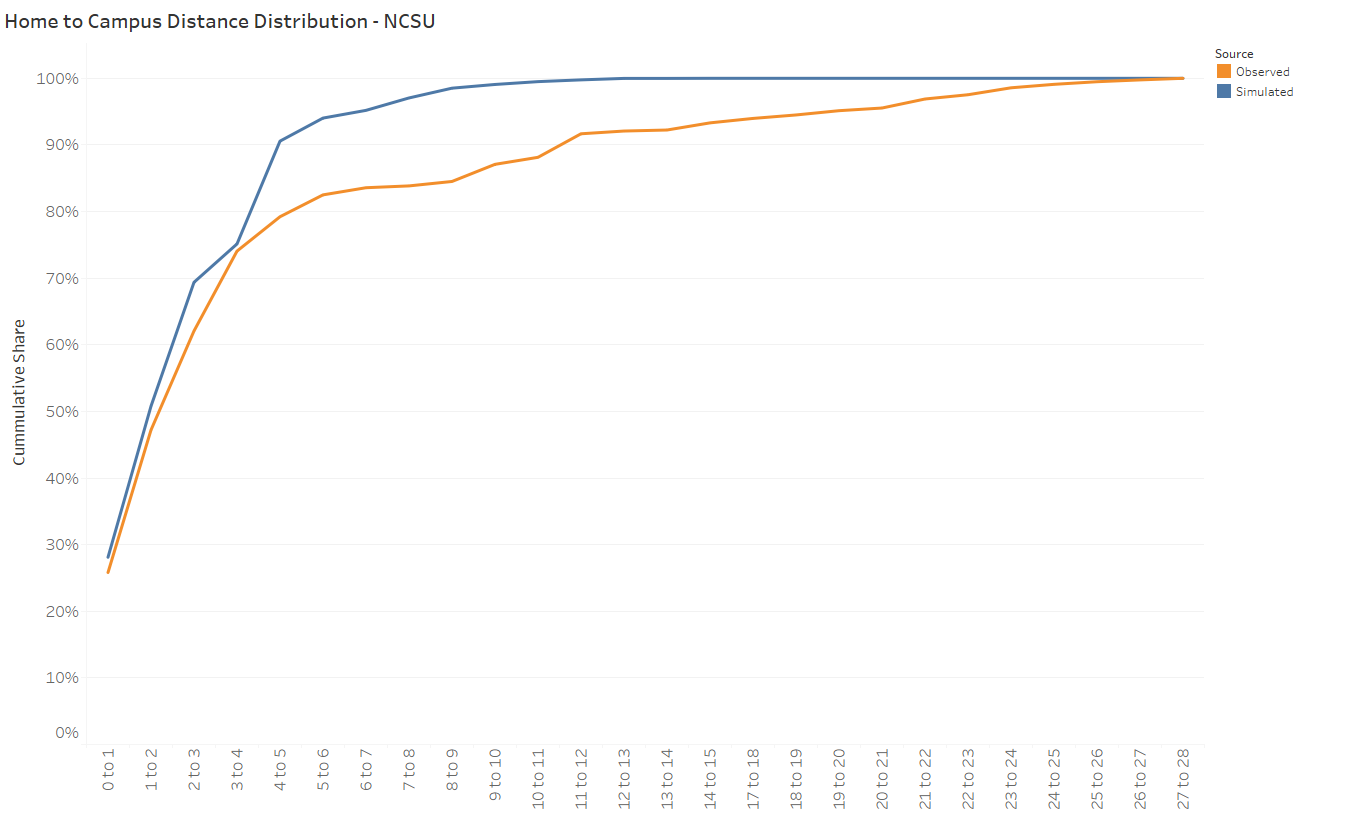 Home to Campus Distance Distribution - NCSU
Source
Observed
Simulated
Cummulative Share
100%
90%
80%
70%
60%
50%
40%
30%
20%
10%
0%
0 to 1
1 to 2
2 to 3
3 to 4
4 to 5
5 to 6
6 to 7
7 to 8
8 to 9
9 to 10
10 to 11
11 to 12
12 to 13
13 to 14
14 to 15
17 to 18
18 to 19
19 to 20
20 to 21
21 to 22
22 to 23
23 to 24
24 to 25
25 to 26
26 to 27
27 to 28